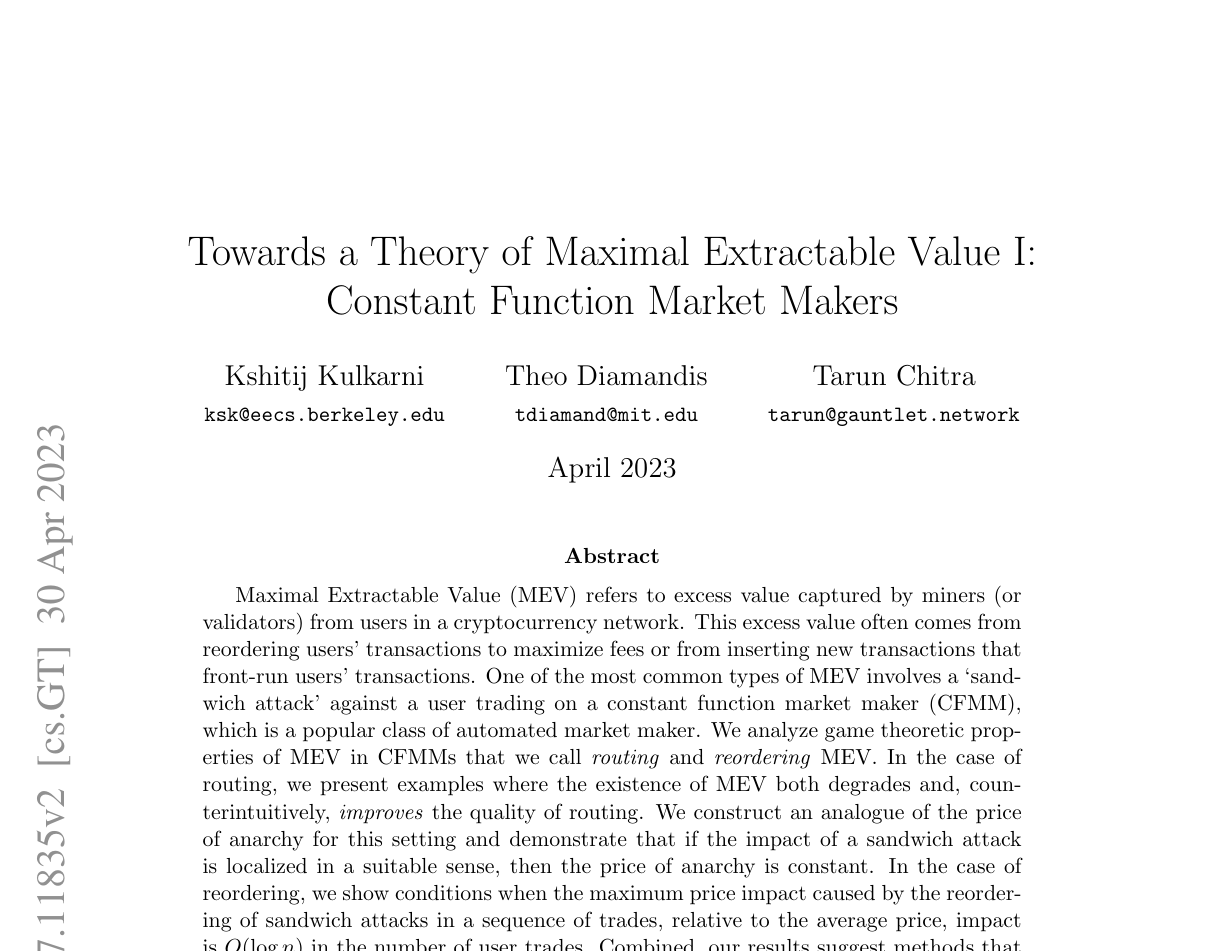 Towards a Theory of Maximal Extractable Value I:
Constant Function Market Makers
Kshitij Kulkarni Theo Diamandis Tarun Chitra
ksk@eecs.berkeley.edu tdiamand@mit.edu tarun@gauntlet.network
April 2023
Abstract
Maximal Extractable Value (MEV) refers to excess value captured by miners (or
validators) from users in a cryptocurrency network. This excess value often comes from
reordering users’ transactions to maximize fees or from inserting new transactions that
front-run users’ transactions. One of the most common types of MEV involves a ‘sand-
wich attack’ against a user trading on a constant function market maker (CFMM),
which is a popular class of automated market maker. We analyze game theoretic prop-
erties of MEV in CFMMs that we call routing and reordering MEV. In the case of
routing, we present examples where the existence of MEV both degrades and, coun-
terintuitively, improves the quality of routing. We construct an analogue of the price
of anarchy for this setting and demonstrate that if the impact of a sandwich attack
is localized in a suitable sense, then the price of anarchy is constant. In the case of
reordering, we show conditions when the maximum price impact caused by the reorder-
ing of sandwich attacks in a sequence of trades, relative to the average price, impact
is O(log n) in the number of user trades. Combined, our results suggest methods that
7.11835v2 [cs.GT] 30 Apr 2023